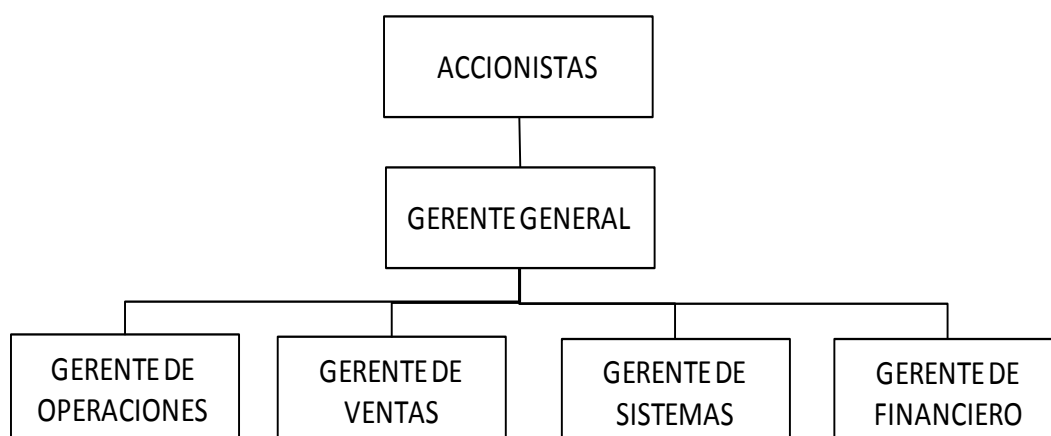 ACCIONISTAS
GERENTE GENERAL
GERENTE DE
OPERACIONES
GERENTE DE
VENTAS
GERENTE DE
SISTEMAS
GERENTE DE
FINANCIERO